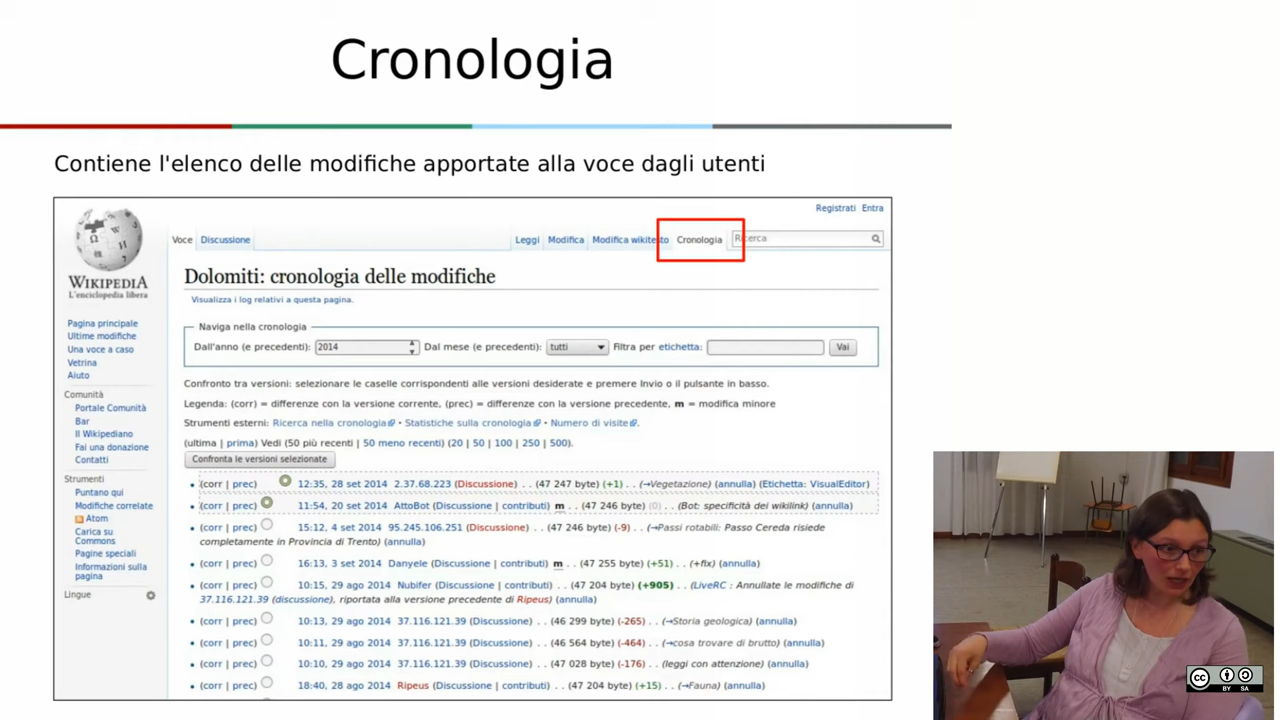 Cronologia
Contiene l'elenco delle modifiche apportate alla voce dagli utenti
Registrati Entra
Voce Discussione Leggi Modifica Modifica wikitesto Cronologia Ricerca
WIKIPEDIA
L'enciclopedia libera
Dolomiti: cronologia delle modifiche
Visualizza i log relativi a questa pagina.
Pagina principale
Ultime modifiche
Una voce a caso
Vetrina
Aiuto
Comunità
Portale Comunità
Bar
Il Wikipediano
Fai una donazione
Contatti
Strumenti
Puntano qui
Modifiche correlate
Atom
Carica su
Commons
Pagine speciali
Informazioni sulla
pagina
Lingue
Naviga nella cronologia
Dall'anno (e precedenti): 2014 Dal mese (e precedenti): tutti Filtra per etichetta: Vai
Confronto tra versioni: selezionare le caselle corrispondenti alle versioni desiderate e premere Invio o il pulsante in basso.
Legenda: (corr) = differenze con la versione corrente, (prec) = differenze con la versione precedente, m = modifica minore
Strumenti esterni: Ricerca nella cronologia · Statistiche sulla cronologia · Numero di visite.
(ultima | prima) Vedi (50 più recenti | 50 meno recenti) (20 | 50 | 100 | 250 | 500).
Confronta le versioni selezionate
(corr | prec) 12:35, 28 set 2014 2.37.68.223 (Discussione) . . (47 247 byte) (+1) . . (→Vegetazione) (annulla) (Etichetta: VisualEditor)
(corr | prec) 11:54, 20 set 2014 AttoBot (Discussione | contributi) m . . (47 246 byte) (0) . . (Bot: specificità dei wikilink) (annulla)
(corr | prec) 15:12, 4 set 2014 95.245.106.251 (Discussione) . . (47 246 byte) (-9) . . (→Passi rotabili: Passo Cereda risiede
completamente in Provincia di Trento) (annulla)
(corr | prec) 16:13, 3 set 2014 Danyele (Discussione | contributi) m . . (47 255 byte) (+51) . . (+fix) (annulla)
(corr | prec) 10:15, 29 ago 2014 Nubifer (Discussione | contributi) . . (47 204 byte) (+905) . . (LiveRC : Annullate le modifiche di
37.116.121.39 (discussione), riportata alla versione precedente di Ripeus) (annulla)
(corr | prec) 10:13, 29 ago 2014 37.116.121.39 (Discussione) . . (46 299 byte) (-265) . . (→Storia geologica) (annulla)
(corr | prec) 10:11, 29 ago 2014 37.116.121.39 (Discussione) . . (46 564 byte) (-464) . . (→cosa trovare di brutto) (annulla)
(corr | prec) 10:10, 29 ago 2014 37.116.121.39 (Discussione) . . (47 028 byte) (-176) . . (leggi con attenzione) (annulla)
(corr | prec) 18:40, 28 ago 2014 Ripeus (Discussione | contributi) . . (47 204 byte) (+15) . . (→Fauna) (annulla)
cc BY SA